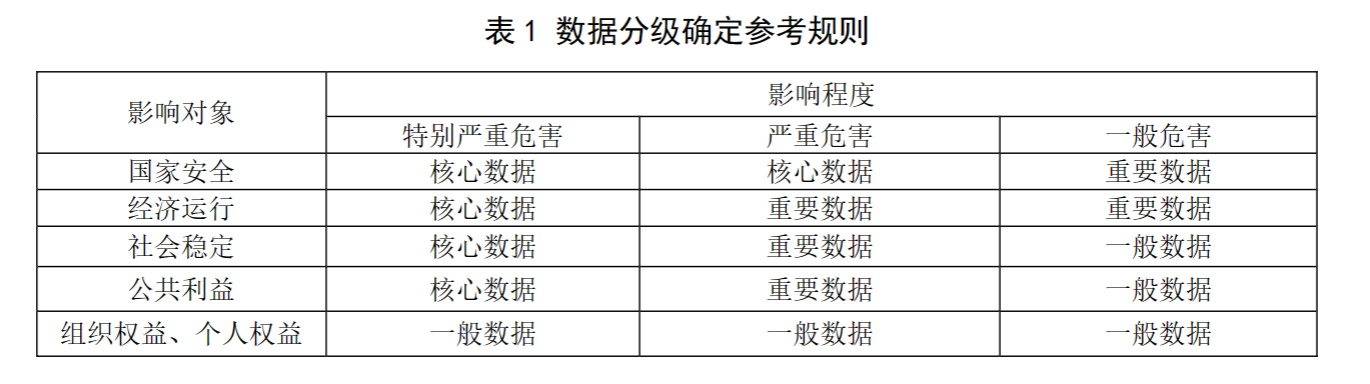 表 1 数据分级确定参考规则
影响对象 影响程度
特别严重危害 严重危害 一般危害
国家安全 核心数据 核心数据 重要数据
经济运行 核心数据 重要数据 重要数据
社会稳定 核心数据 重要数据 一般数据
公共利益 核心数据 重要数据 一般数据
组织权益、个人权益 一般数据 一般数据 一般数据